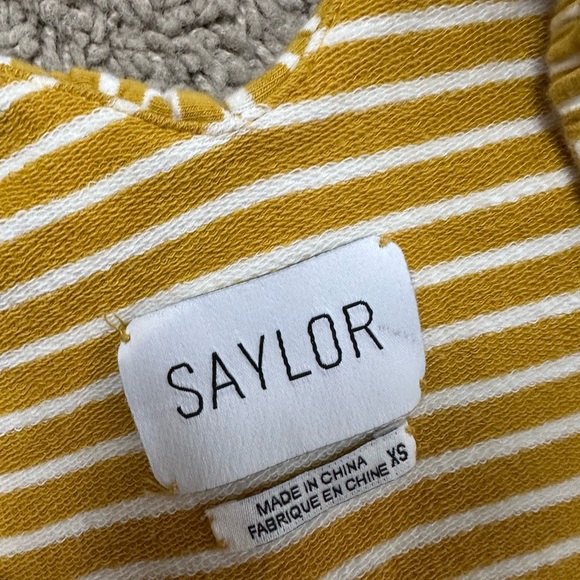 SAYLOR
MADE IN CHINA
FABRIQUE EN CHINE
XS